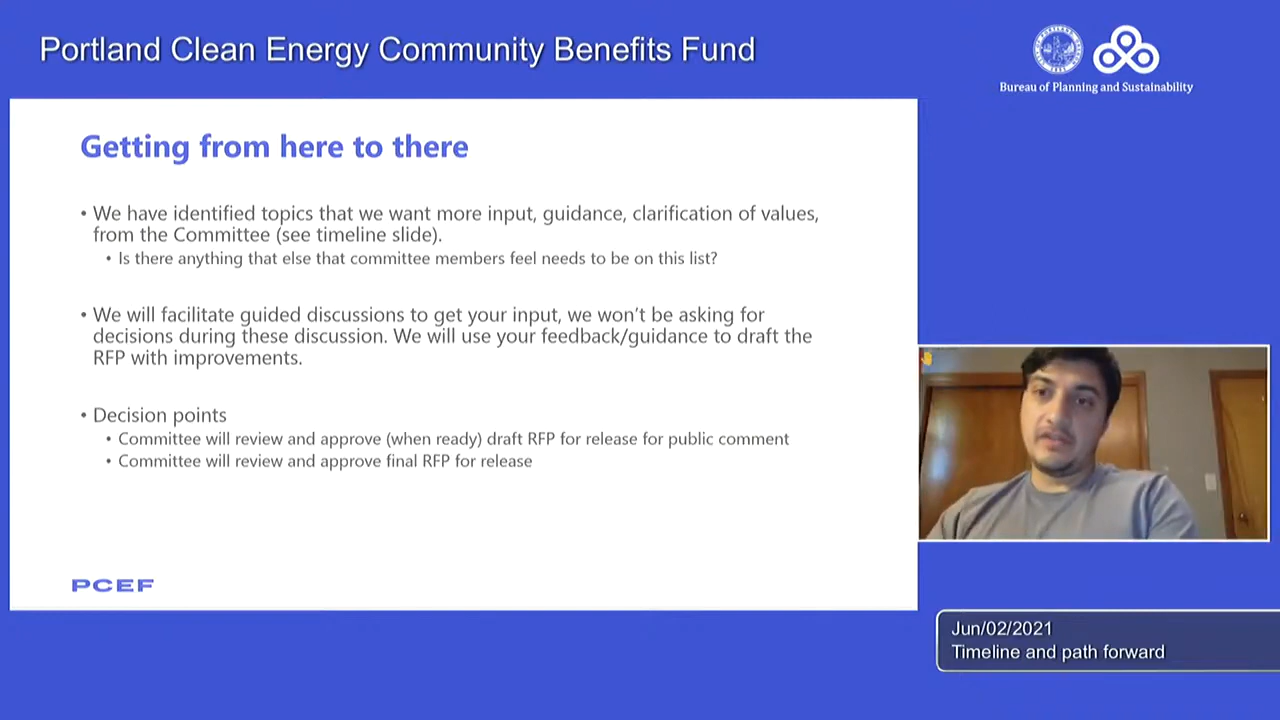 Portland Clean Energy Community Benefits Fund
Bureau of Planning and Sustainability
Getting from here to there
• We have identified topics that we want more input, guidance, clarification of values,
from the Committee (see timeline slide).
• Is there anything that else that committee members feel needs to be on this list?
• We will facilitate guided discussions to get your input, we won't be asking for
decisions during these discussion. We will use your feedback/guidance to draft the
RFP with improvements.
• Decision points
• Committee will review and approve (when ready) draft RFP for release for public comment
• Committee will review and approve final RFP for release
PCEF
Jun/02/2021
Timeline and path forward